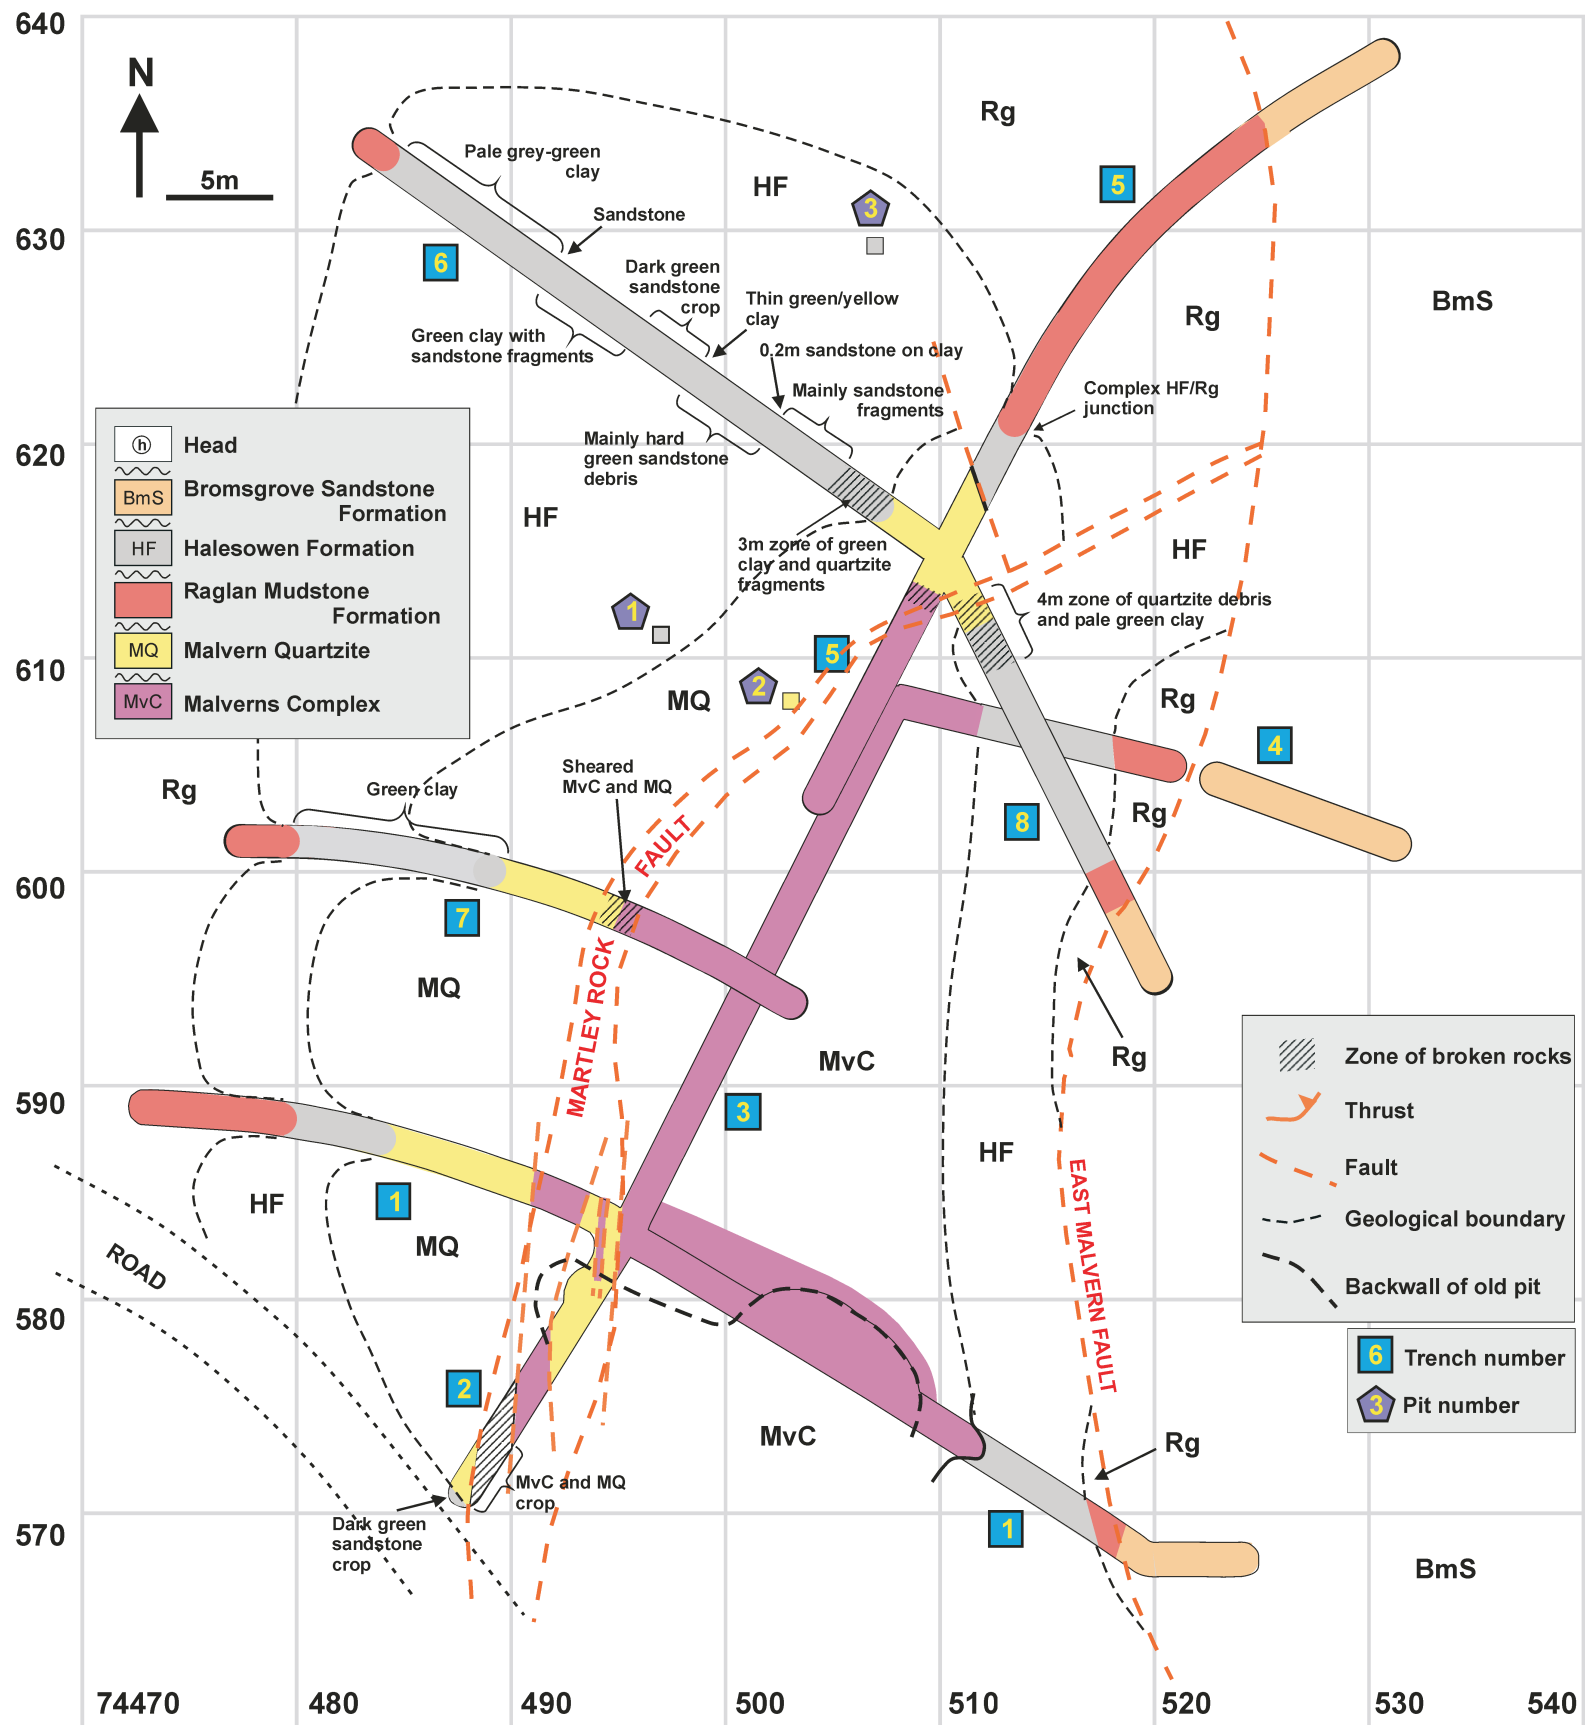 640
N
5m
Rg
Pale grey-green
clay
HF
3
5
Sandstone
630
6
Dark green
sandstone
crop
Thin green/yellow
clay
Rg
BmS
Green clay with
sandstone fragments
0.2m sandstone on clay
Mainly sandstone
fragments
Complex HF/Rg
junction
620
Mainly hard
green sandstone
debris
h Head
BmS Bromsgrove Sandstone
Formation
HF Halesowen Formation
Raglan Mudstone
Formation
MQ Malvern Quartzite
MvC Malverns Complex
HF
3m zone of green
clay and quartzite
fragments
HF
1
4m zone of quartzite debris
and pale green clay
610
5
2
MQ
Rg
4
Sheared
MvC and MQ
Rg
Green clay
Rg
8
FAULT
600
7
MQ
MARTLEY ROCK
MvC
Rg
Zone of broken rocks
Thrust
Fault
Geological boundary
Backwall of old pit
590
3
HF
EAST MALVERN FAULT
HF
1
MQ
ROAD
580
6 Trench number
3 Pit number
2
MvC
Rg
MvC and MQ
crop
Dark green
sandstone
crop
570
1
BmS
74470
480
490
500
510
520
530
540